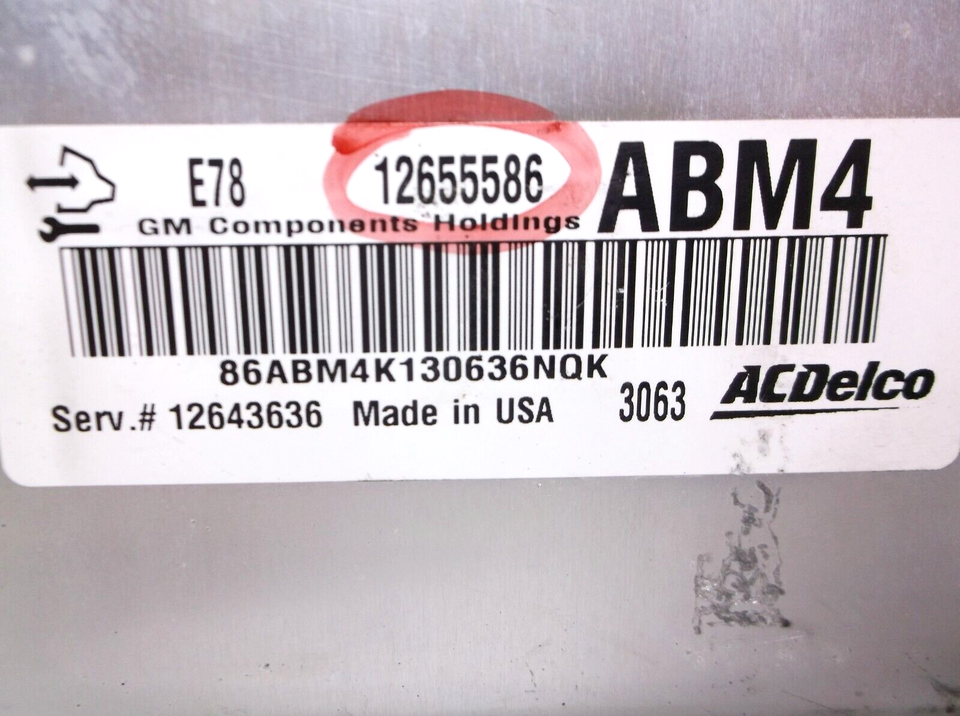 E78 12655586 ABM4
GM Components Holdings
86ABM4K130636NQK
Serv.# 12643636 Made in USA 3063 ACDelco